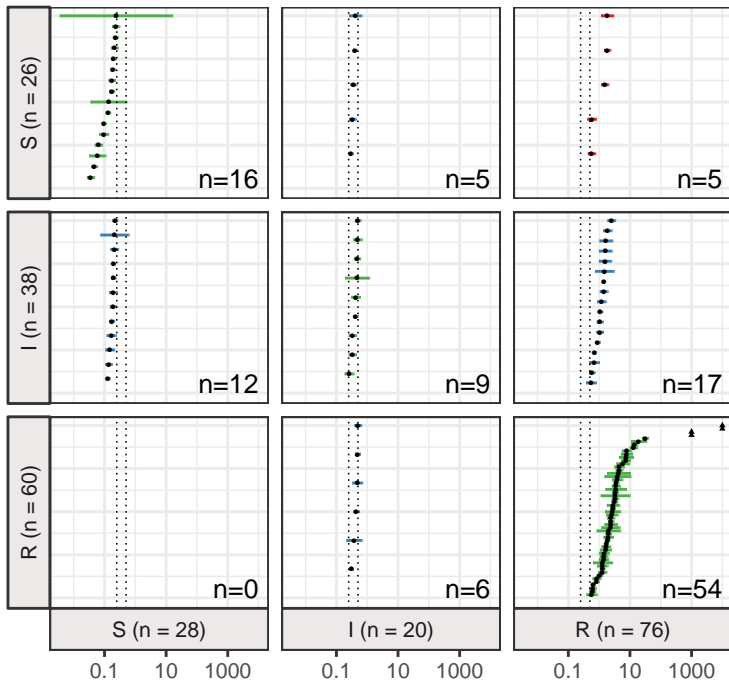 S (n = 26)
n=16
n=5
n=5
I (n = 38)
n=12
n=9
n=17
R (n = 60)
n=0
n=6
n=54
S (n = 28)
I (n = 20)
R (n = 76)
0.1 10 1000
0.1 10 1000
0.1 10 1000